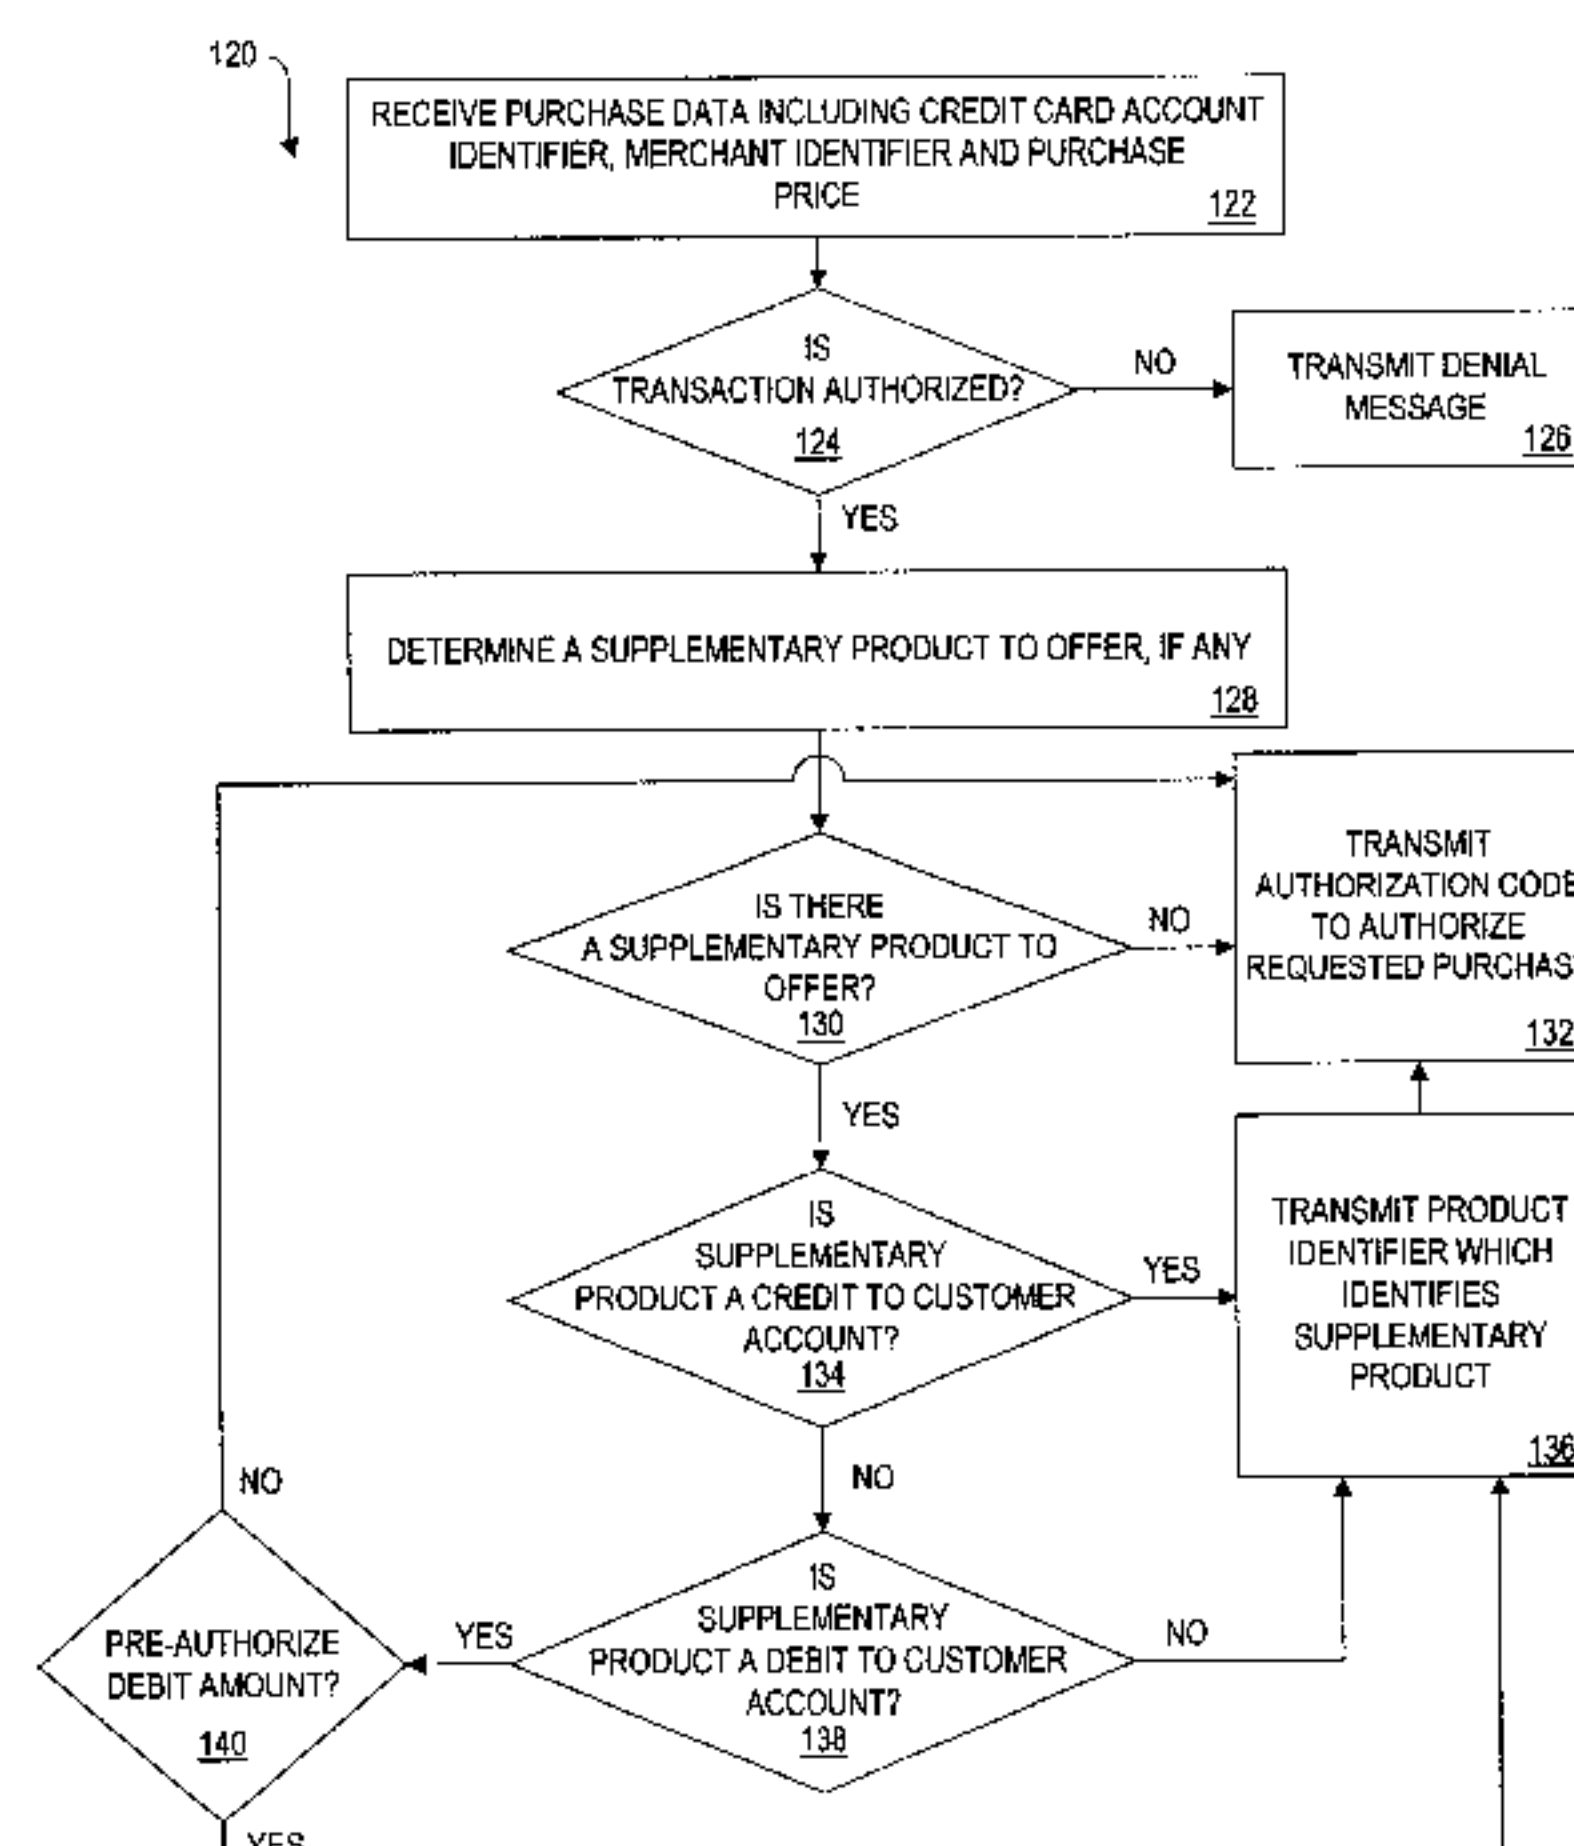 120
RECEIVE PURCHASE DATA INCLUDING CREDIT CARD ACCOUNT
IDENTIFIER, MERCHANT IDENTIFIER AND PURCHASE
PRICE
122
IS
TRANSACTION AUTHORIZED?
124
NO
TRANSMIT DENIAL
MESSAGE
126
YES
DETERMINE A SUPPLEMENTARY PRODUCT TO OFFER, IF ANY
128
IS THERE
A SUPPLEMENTARY PRODUCT TO
OFFER?
130
NO
TRANSMIT
AUTHORIZATION CODE
TO AUTHORIZE
REQUESTED PURCHAS
132
YES
IS
SUPPLEMENTARY
PRODUCT A CREDIT TO CUSTOMER
ACCOUNT?
134
YES
TRANSMIT PRODUCT
IDENTIFIER WHICH
IDENTIFIES
SUPPLEMENTARY
PRODUCT
136
NO
NO
IS
SUPPLEMENTARY
PRODUCT A DEBIT TO CUSTOMER
ACCOUNT?
138
YES
NO
PRE-AUTHORIZE
DEBIT AMOUNT?
140
YES